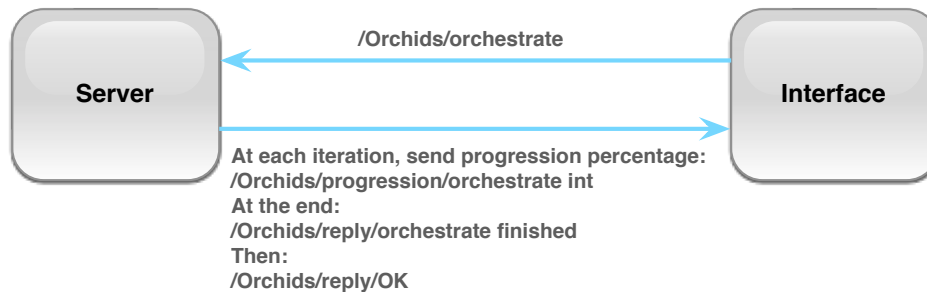 /Orchids/orchestrate
Server
Interface
At each iteration, send progression percentage:
/Orchids/progression/orchestrate int
At the end:
/Orchids/reply/orchestrate finished
Then:
/Orchids/reply/OK